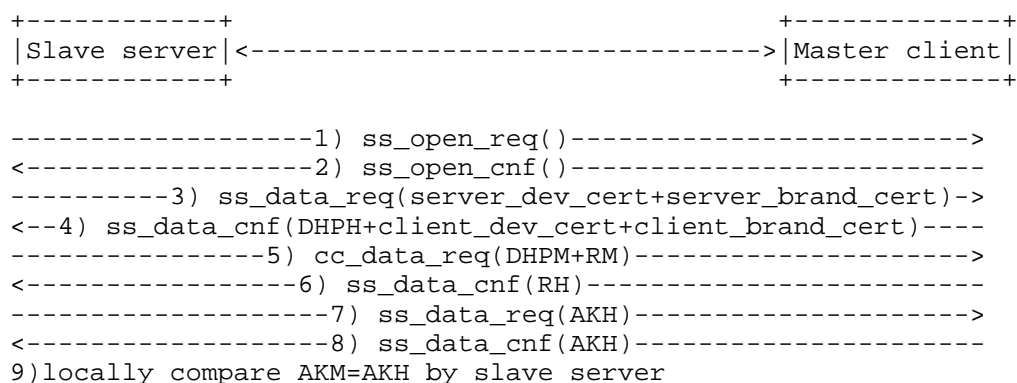 +------------+                                  +-------------+
|Slave server|<-------------------------------->|Master client|
+------------+                                  +-------------+
-------------------1) ss_open_req()------------------------->
<------------------2) ss_open_cnf()--------------------------
----------3) ss_data_req(server_dev_cert+server_brand_cert)->
<--4) ss_data_cnf(DHPH+client_dev_cert+client_brand_cert)----
----------------5) cc_data_req(DHPM+RM)--------------------->
<-----------------6) ss_data_cnf(RH)-------------------------
--------------------7) ss_data_req(AKH)--------------------->
<-------------------8) ss_data_cnf(AKH)----------------------
9)locally compare AKM=AKH by slave server